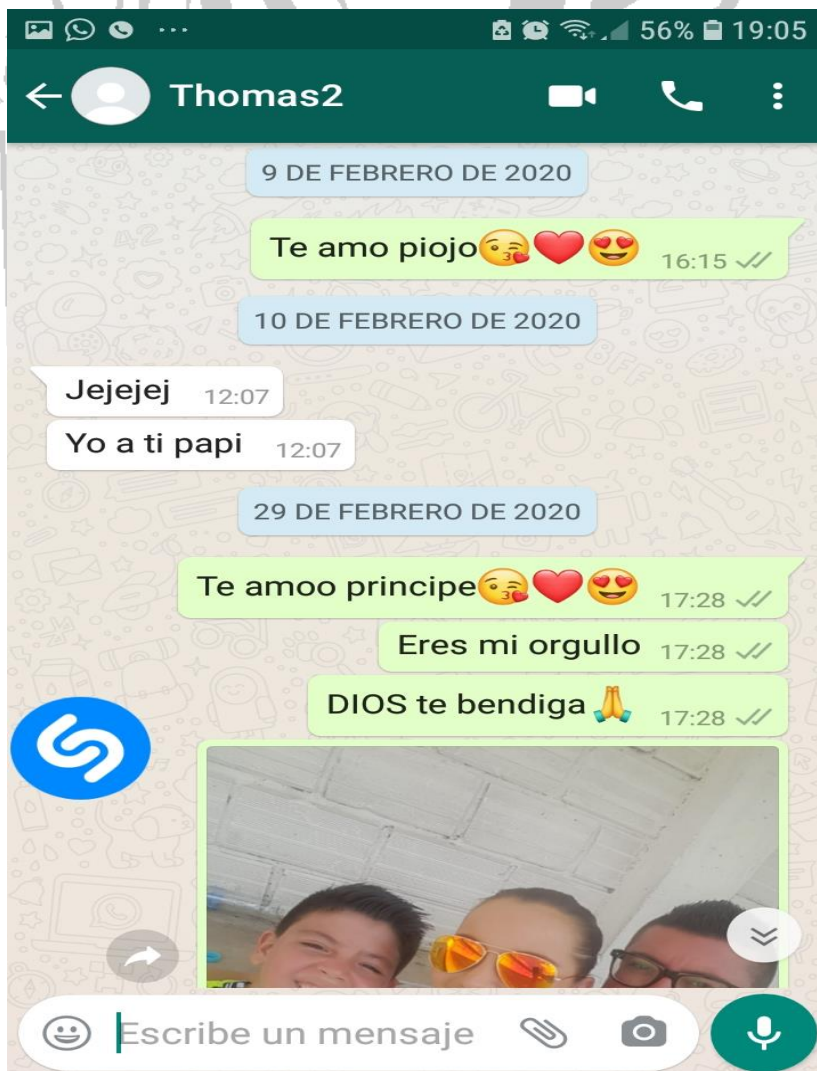 56% 19:05
Thomas2
9 DE FEBRERO DE 2020
Te amo piojo😘❤️😍 16:15
10 DE FEBRERO DE 2020
Jejejej 12:07
Yo a ti papi 12:07
29 DE FEBRERO DE 2020
Te amoo principe😘❤️😍 17:28
Eres mi orgullo 17:28
DIOS te bendiga🙏 17:28
Escribe un mensaje